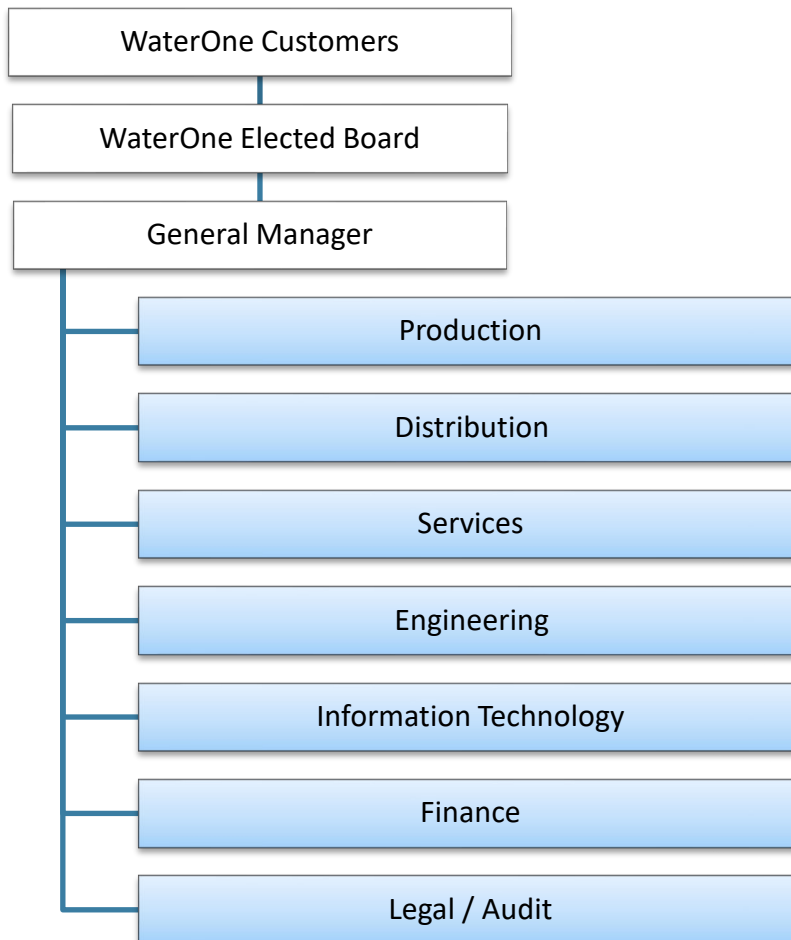 WaterOne Customers
WaterOne Elected Board
General Manager
Production
Distribution
Services
Engineering
Information Technology
Finance
Legal / Audit